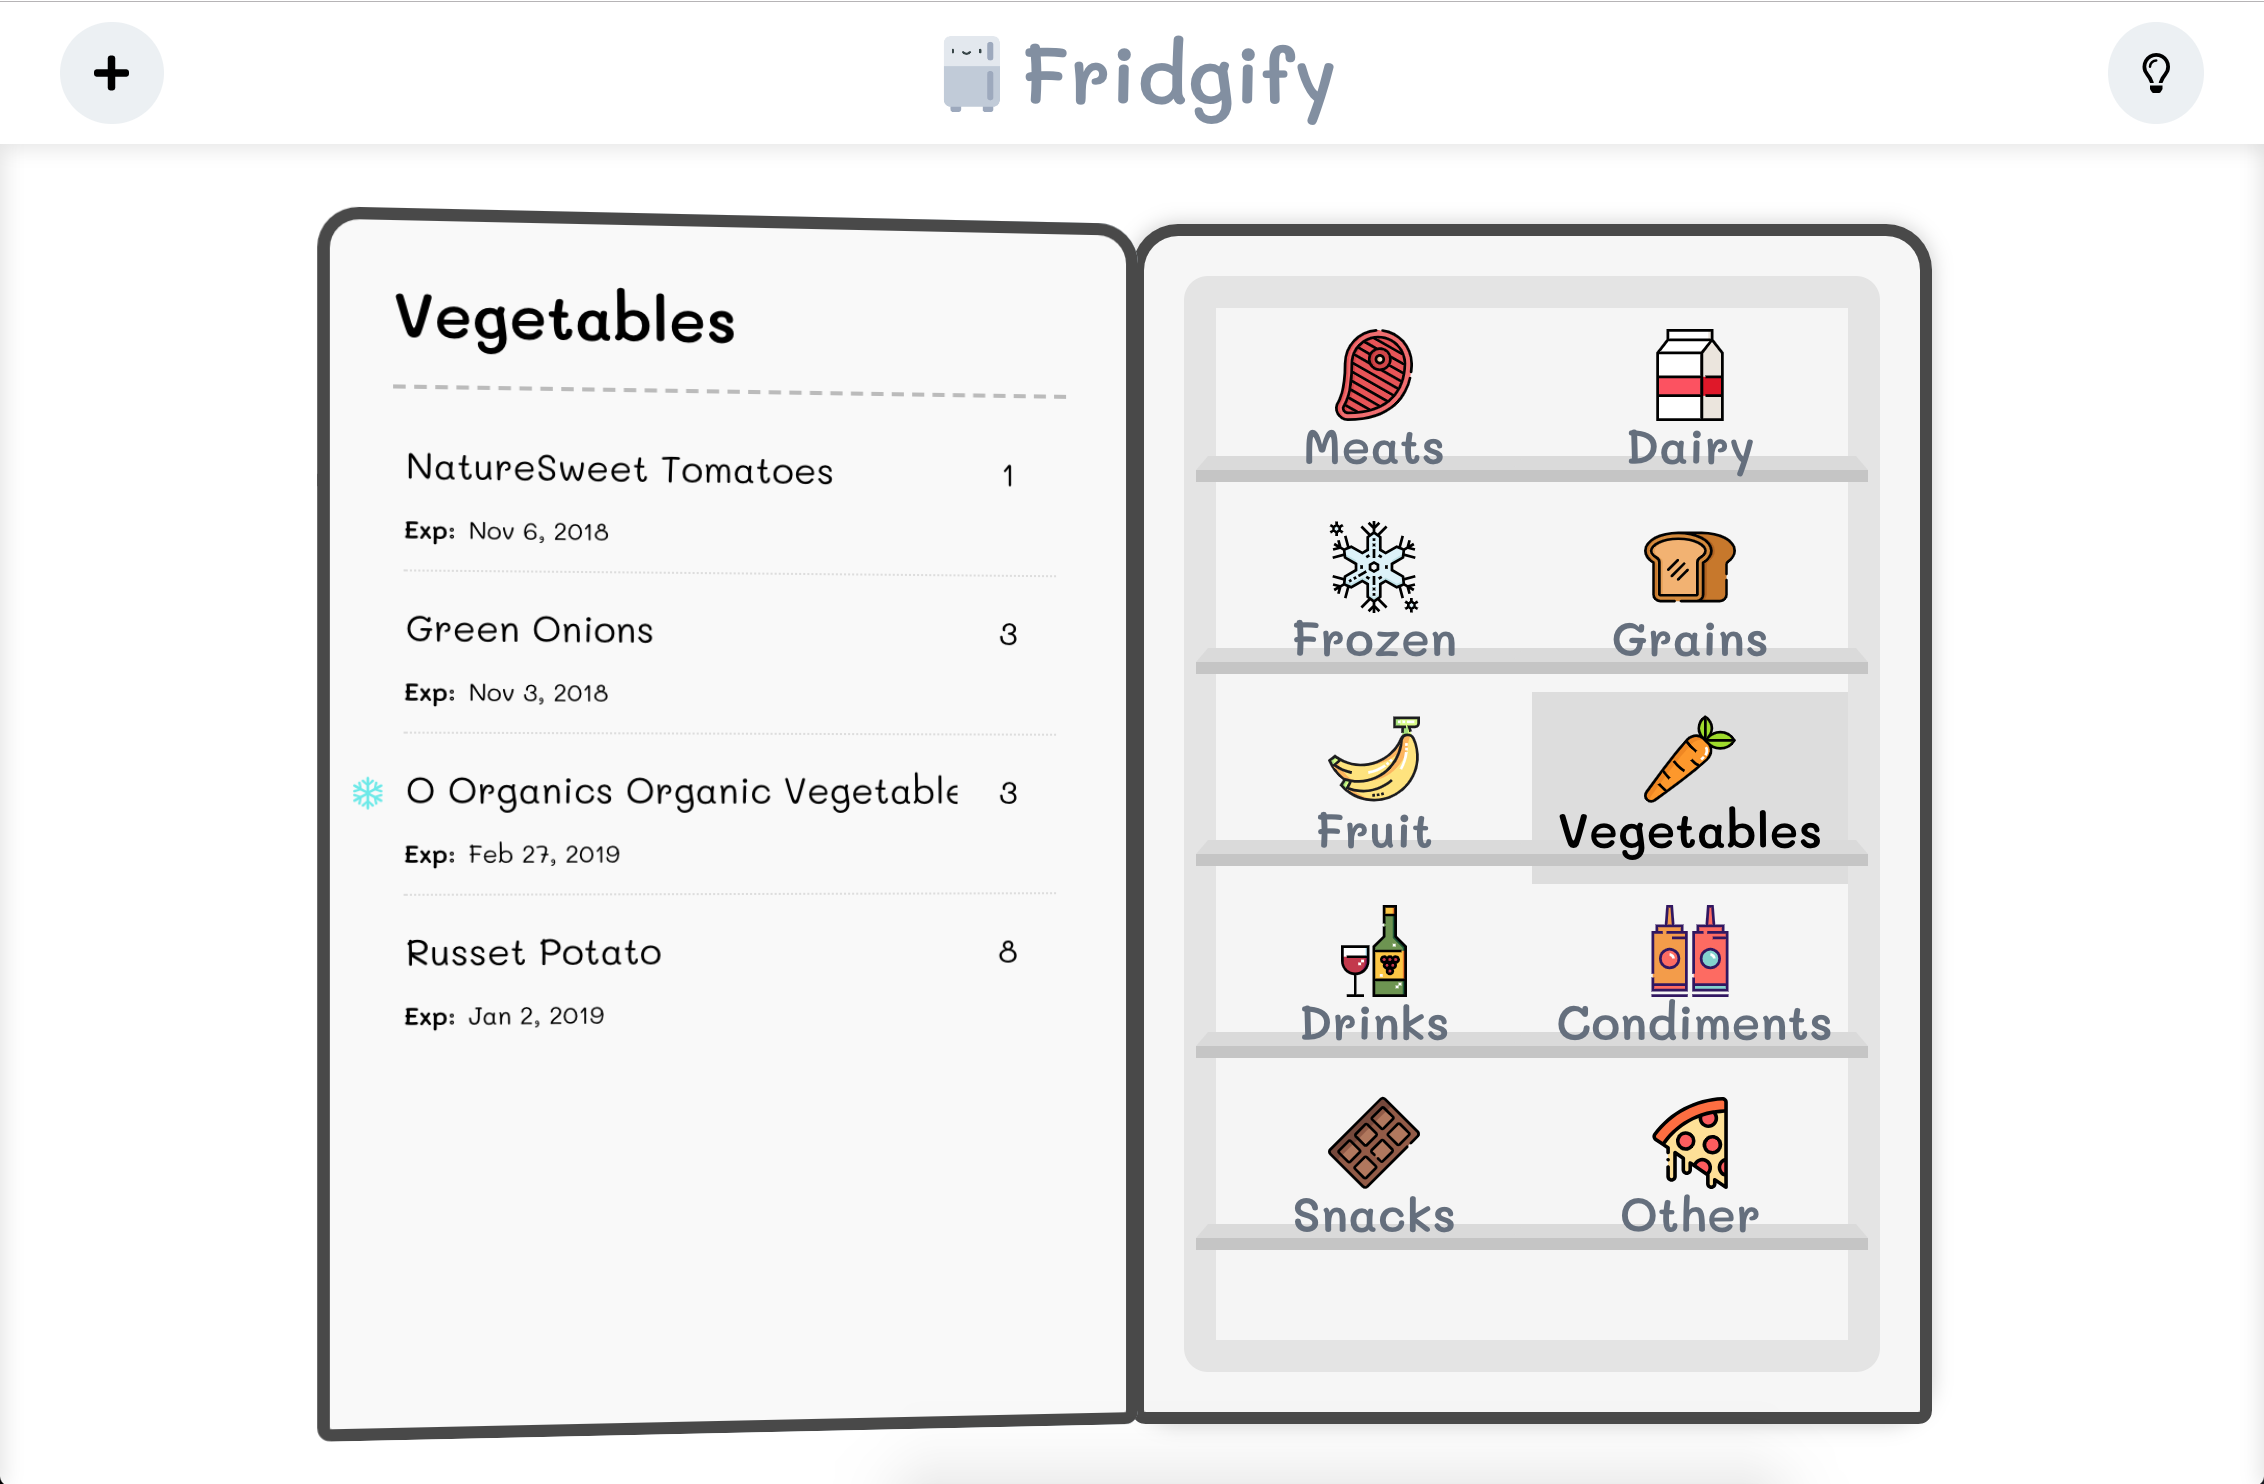 Fridgify
Vegetables
NatureSweet Tomatoes 1
Exp: Nov 6, 2018
Green Onions 3
Exp: Nov 3, 2018
O Organics Organic Vegetable 3
Exp: Feb 27, 2019
Russet Potato 8
Exp: Jan 2, 2019
Meats Dairy
Frozen Grains
Fruit Vegetables
Drinks Condiments
Snacks Other